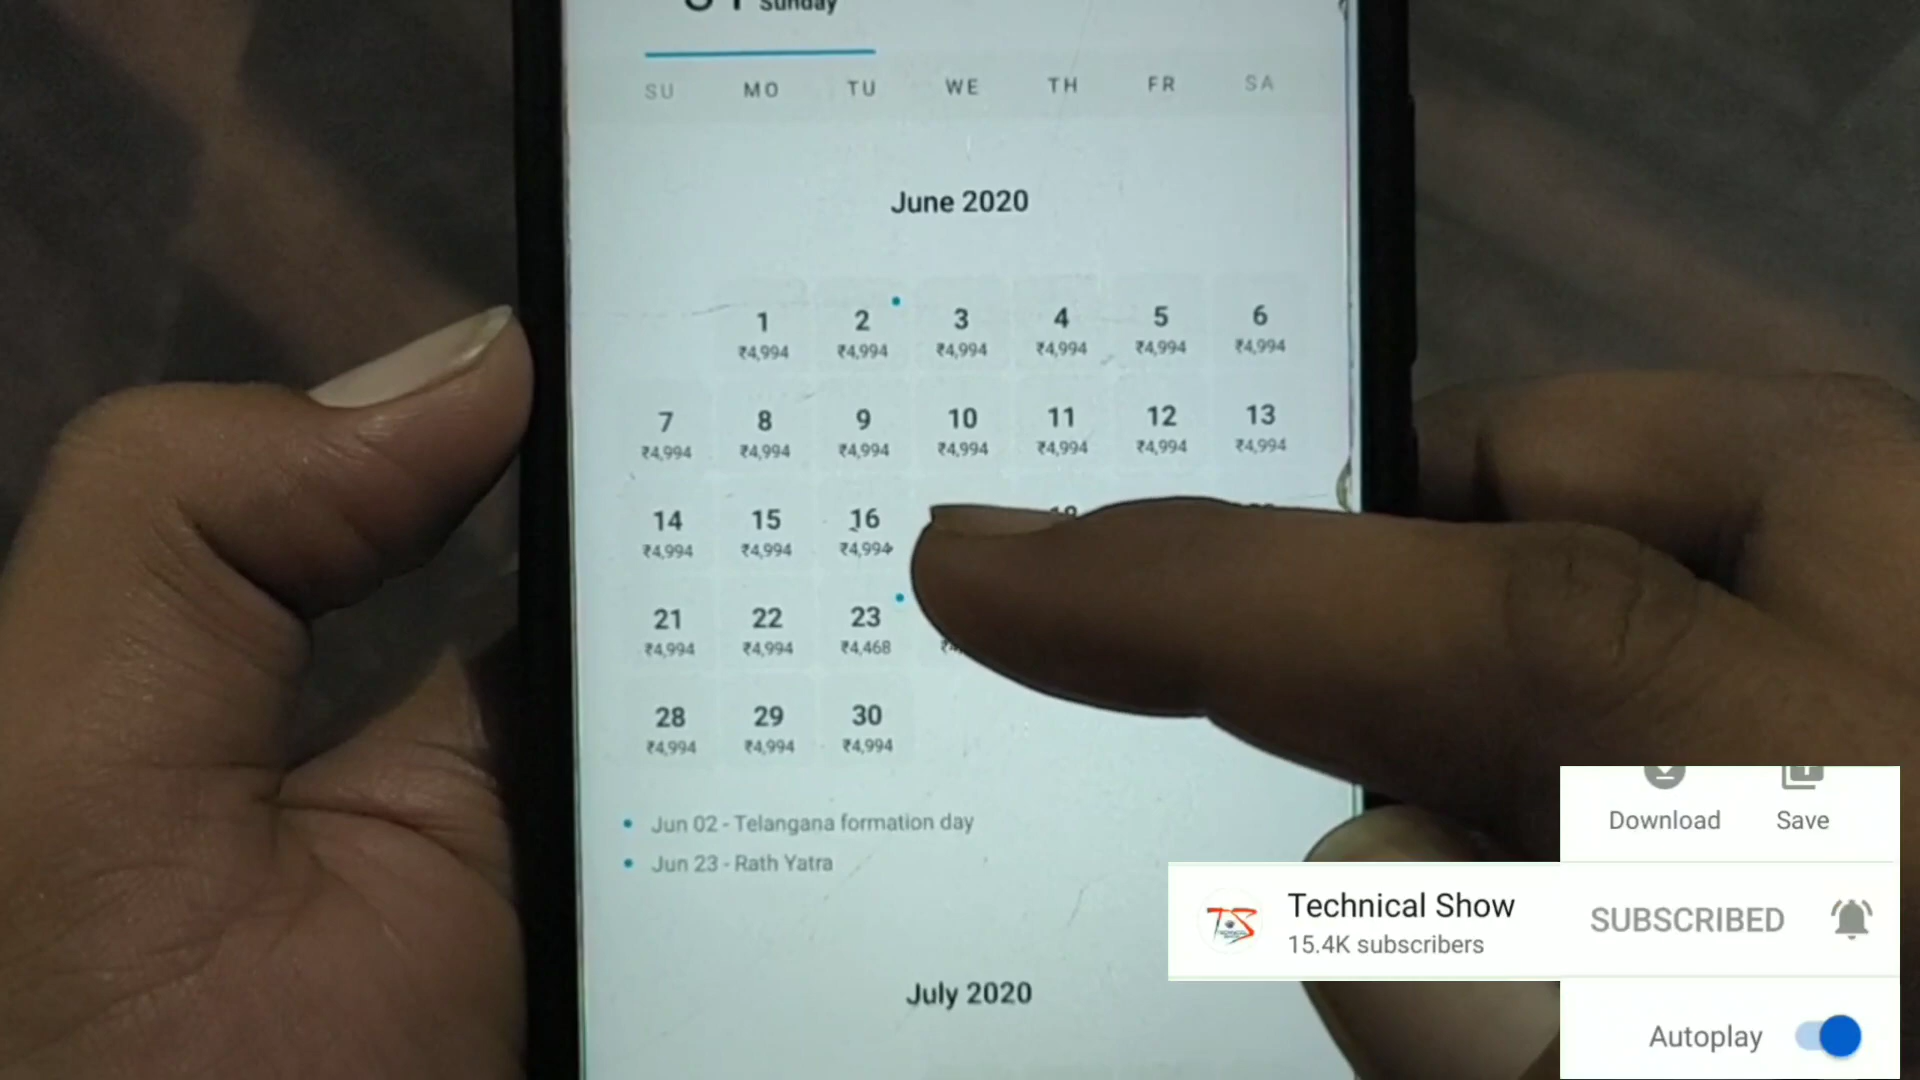 Sunday
SU MO TU WE TH FR SA
June 2020
1 2 3 4 5 6
₹4,994 ₹4,994 ₹4,994 ₹4,994 ₹4,994 ₹4,994
7 8 9 10 11 12 13
₹4,994 ₹4,994 ₹4,994 ₹4,994 ₹4,994 ₹4,994 ₹4,994
14 15 16
₹4,994 ₹4,994 ₹4,994
21 22 23
₹4,994 ₹4,994 ₹4,468
28 29 30
₹4,994 ₹4,994 ₹4,994
Jun 02 - Telangana formation day
Jun 23 - Rath Yatra
July 2020
Download Save
Technical Show
15.4K subscribers
SUBSCRIBED
Autoplay